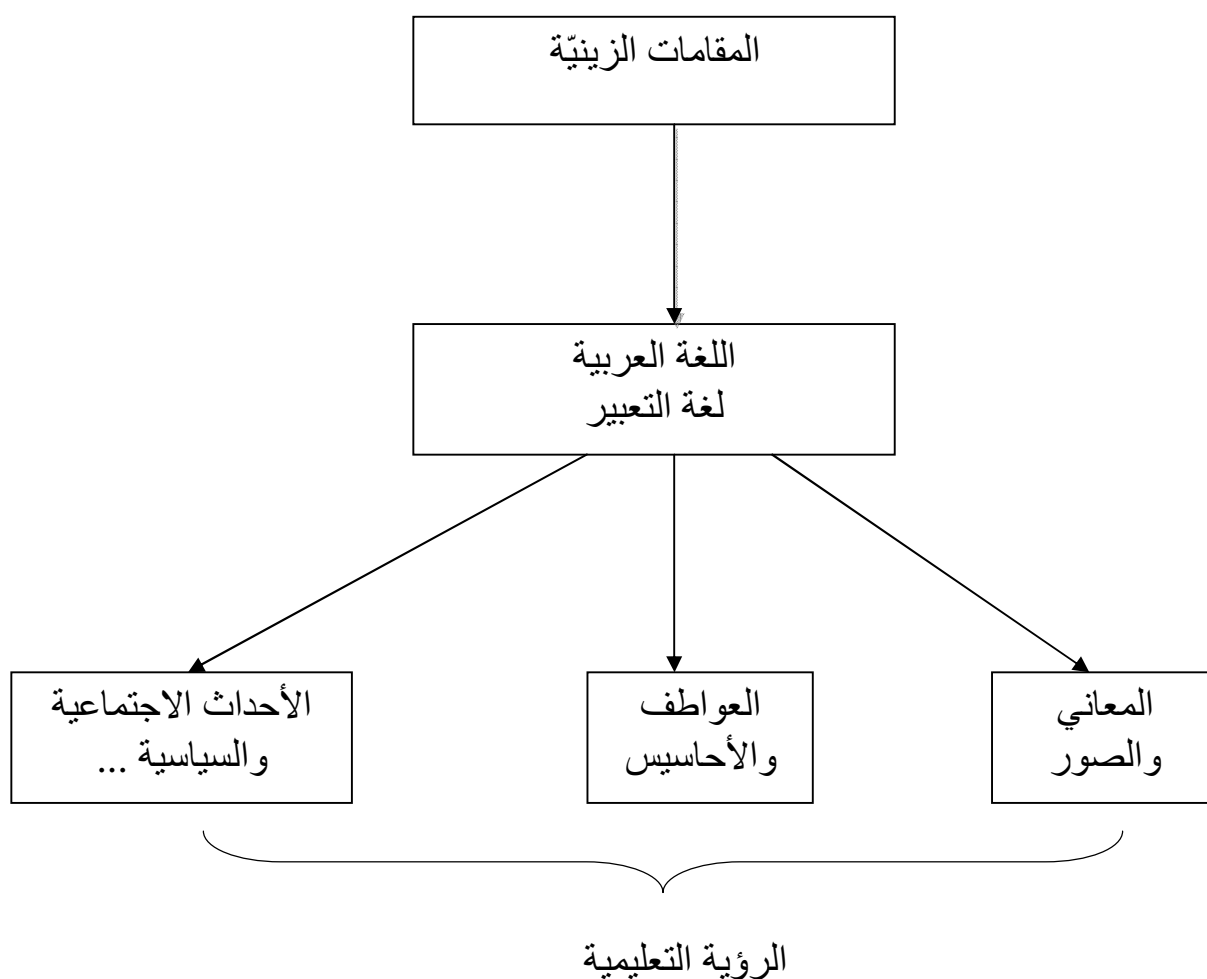 المقامات الزينيّة
اللغة العربية
لغة التعبير
المعاني
والصور
العواطف
والأحاسيس
الأحداث الاجتماعية
والسياسية ...
الرؤية التعليمية